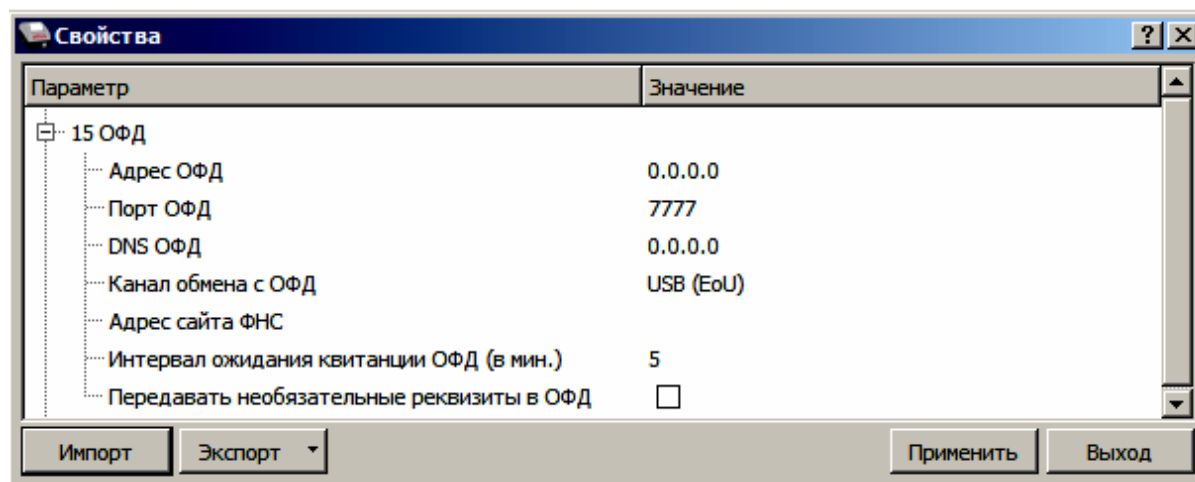 Свойства
Параметр Значение
15 ОФД
Адрес ОФД 0.0.0.0
Порт ОФД 7777
DNS ОФД 0.0.0.0
Канал обмена с ОФД USB (EoU)
Адрес сайта ФНС
Интервал ожидания квитанции ОФД (в мин.) 5
Передавать необязательные реквизиты в ОФД
Импорт Экспорт Применить Выход